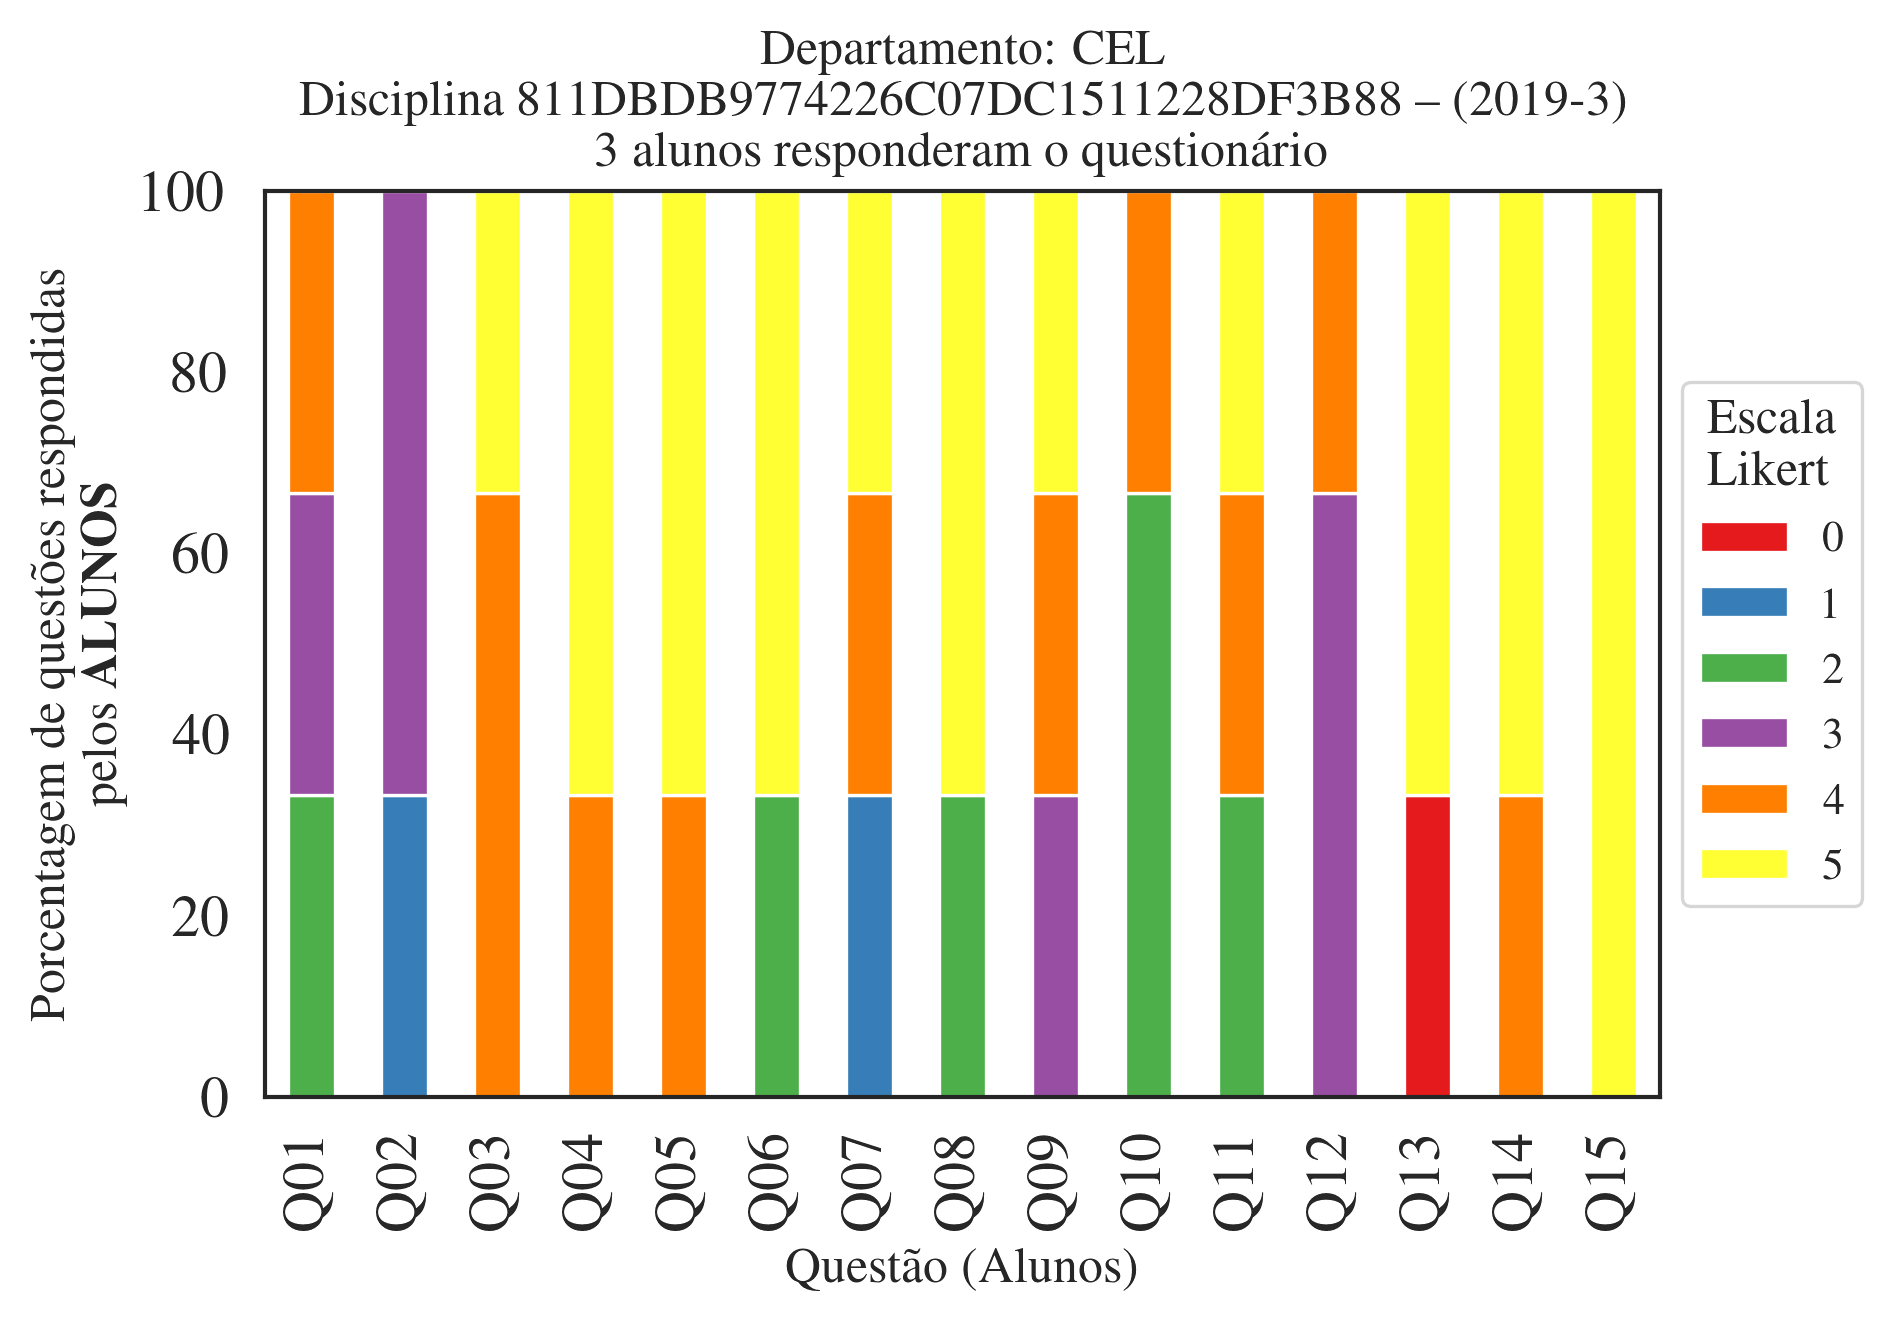 Departamento: CEL
Disciplina 811DBDB9774226C07DC1511228DF3B88 – (2019-3)
3 alunos responderam o questionário
Porcentagem de questões respondidas
pelos ALUNOS
100
80
60
40
20
0
Q01
Q02
Q03
Q04
Q05
Q06
Q07
Q08
Q09
Q10
Q11
Q12
Q13
Q14
Q15
Questão (Alunos)
Escala
Likert
0
1
2
3
4
5